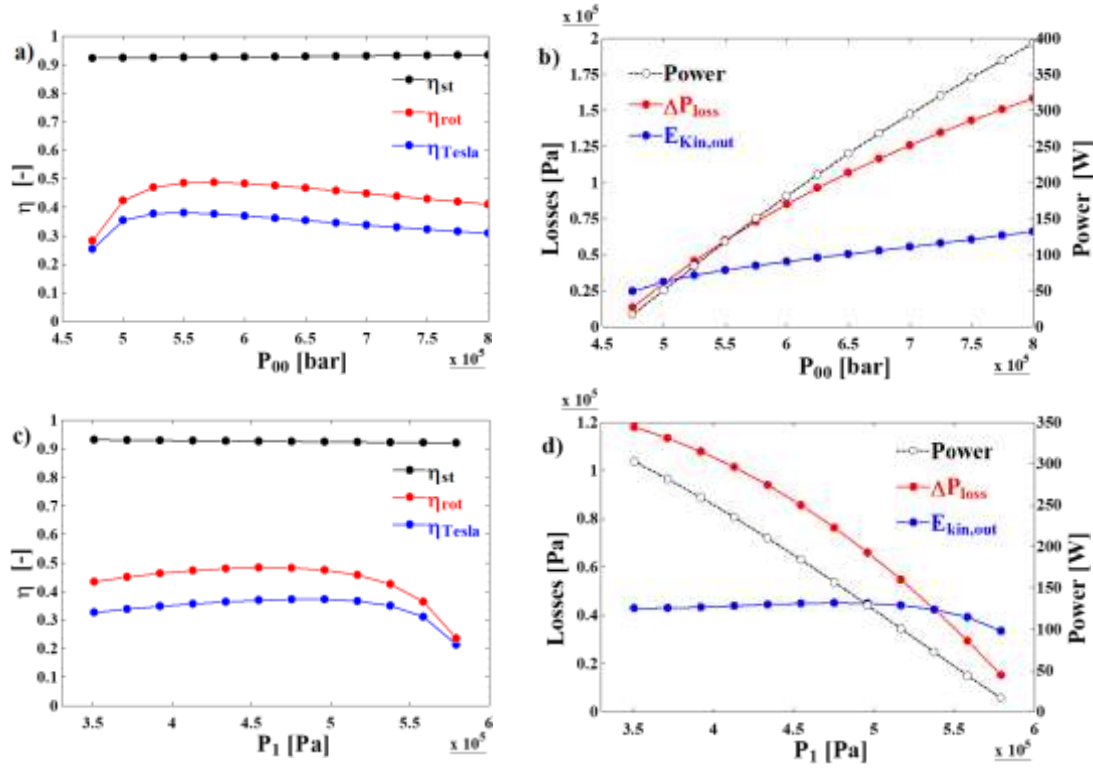 a)
1
0.9
0.8
0.7
0.6
0.5
0.4
0.3
0.2
0.1
0
η [-]
ηst
ηrot
ηTesla
4.5 5 5.5 6 6.5 7 7.5 8
x 10^5
P00 [bar]
x 10^5
b)
2
1.75
1.5
1.25
1
0.75
0.5
0.25
0
Losses [Pa]
Power
ΔPloss
EKin,out
400
350
300
250
200
150
100
50
0
Power [W]
4.5 5 5.5 6 6.5 7 7.5 8
x 10^5
P00 [bar]
c)
1
0.9
0.8
0.7
0.6
0.5
0.4
0.3
0.2
0.1
0
η [-]
ηst
ηrot
ηTesla
3.5 4 4.5 5 5.5 6
x 10^5
P1 [Pa]
x 10^5
d)
1.2
1
0.8
0.6
0.4
0.2
0
Losses [Pa]
Power
ΔPloss
Ekin,out
350
300
250
200
150
100
50
0
Power [W]
3.5 4 4.5 5 5.5 6
x 10^5
P1 [Pa]